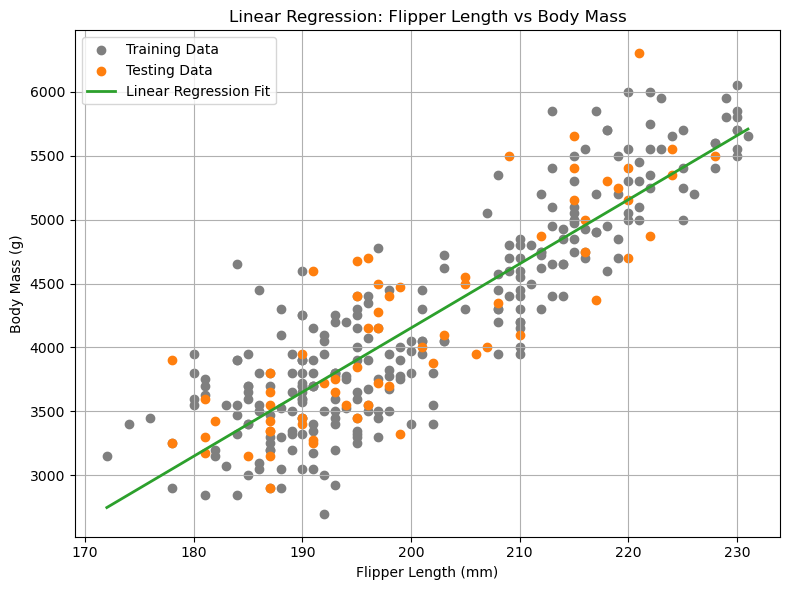 Linear Regression: Flipper Length vs Body Mass
Training Data
Testing Data
Linear Regression Fit
6000
5500
5000
4500
4000
3500
3000
Body Mass (g)
170
180
190
200
210
220
230
Flipper Length (mm)